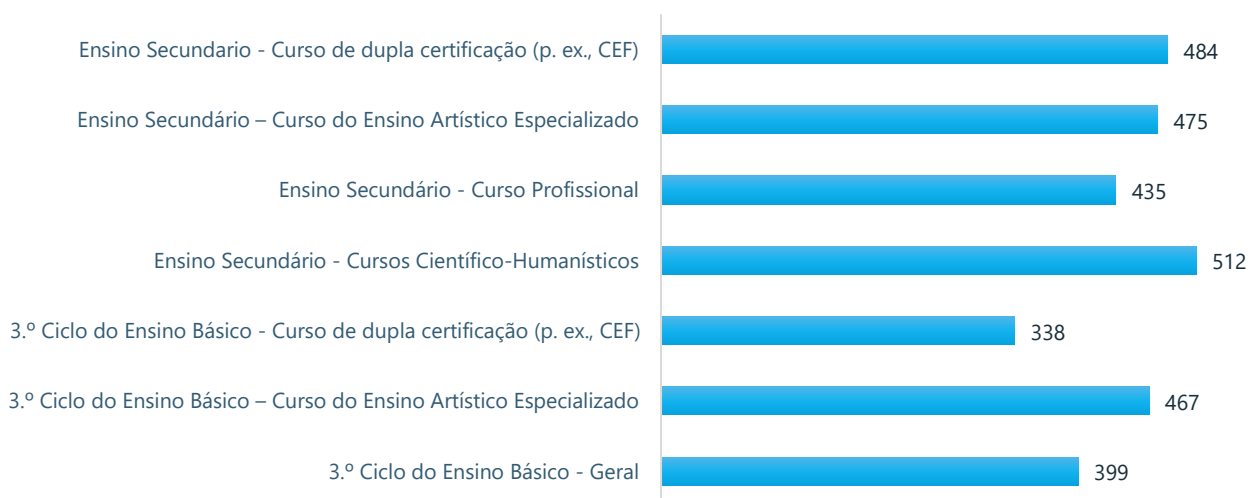 Ensino Secundario - Curso de dupla certificação (p. ex., CEF) 484
Ensino Secundário – Curso do Ensino Artístico Especializado 475
Ensino Secundário - Curso Profissional 435
Ensino Secundário - Cursos Científico-Humanísticos 512
3.º Ciclo do Ensino Básico - Curso de dupla certificação (p. ex., CEF) 338
3.º Ciclo do Ensino Básico – Curso do Ensino Artístico Especializado 467
3.º Ciclo do Ensino Básico - Geral 399